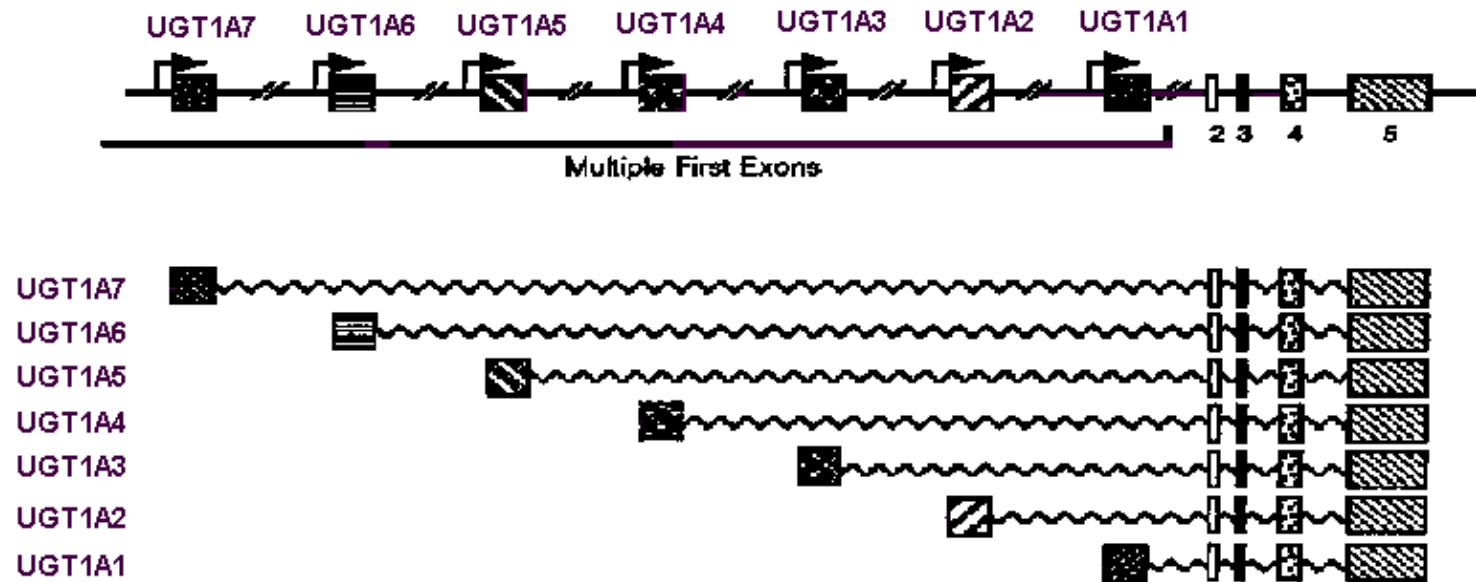 UGT1A7 UGT1A6 UGT1A5 UGT1A4 UGT1A3 UGT1A2 UGT1A1
2 3 4 5
Multiple First Exons
UGT1A7
UGT1A6
UGT1A5
UGT1A4
UGT1A3
UGT1A2
UGT1A1